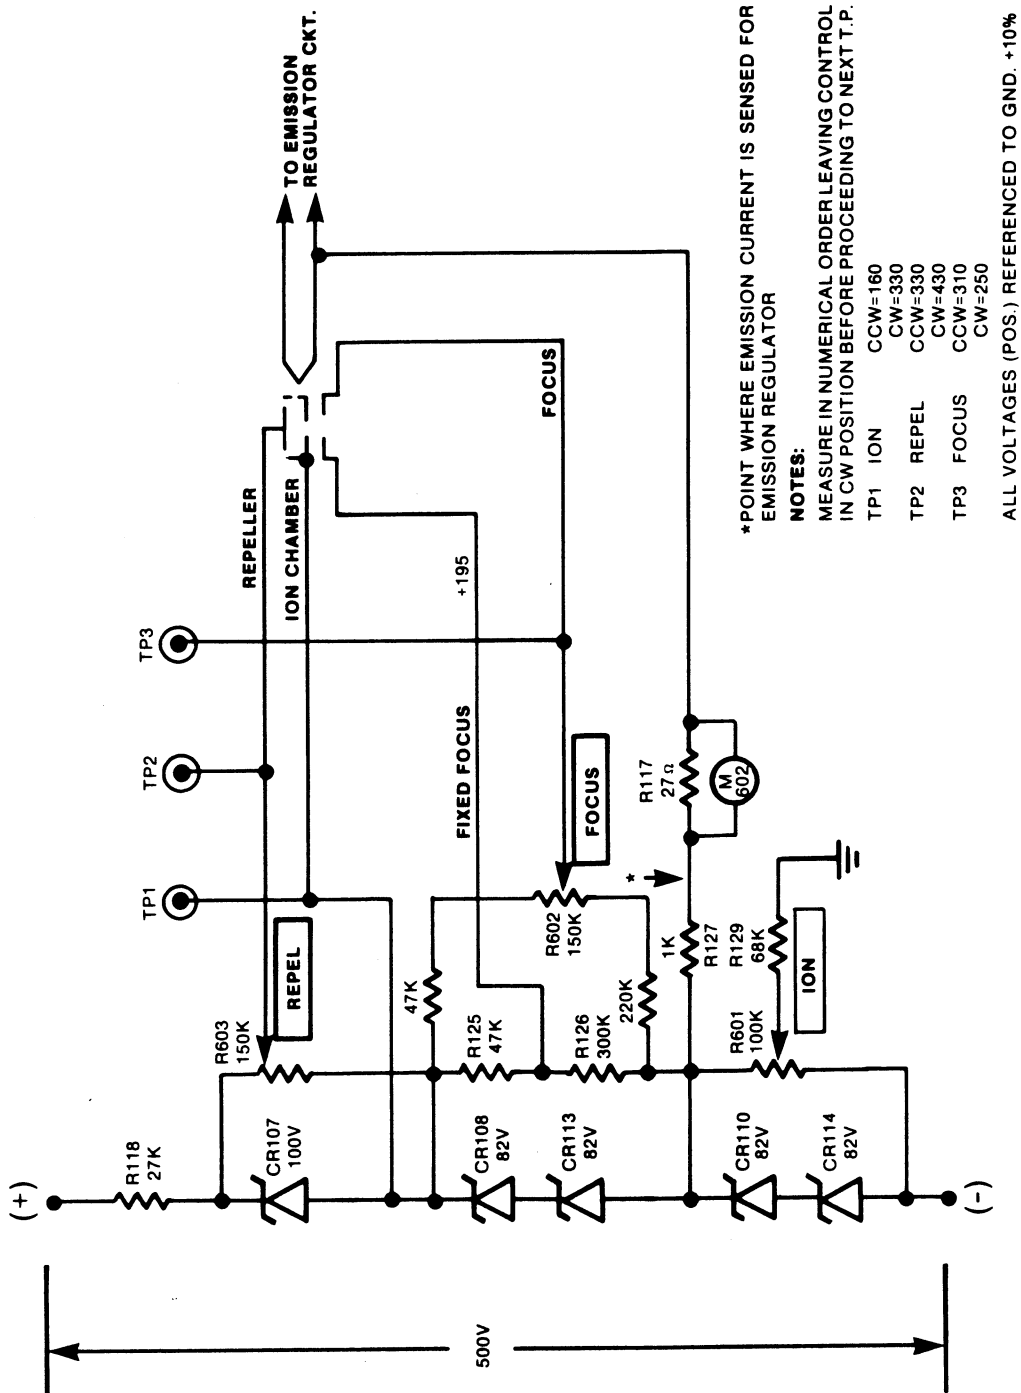 (+)
R118
27K
R603
150K
REPEL
CR107
100V
TP1
TP2
TP3
REPELLER
ION CHAMBER
TO EMISSION
REGULATOR CKT.
47K
R125
47K
CR108
82V
CR113
82V
R126
300K
220K
R602
150K
FOCUS
FIXED FOCUS
+195
FOCUS
500V
*
1K
R127
R117
27 Ω
M
602
R129
68K
R601
100K
ION
CR110
82V
CR114
82V
(-)
*POINT WHERE EMISSION CURRENT IS SENSED FOR
EMISSION REGULATOR
NOTES:
MEASURE IN NUMERICAL ORDER LEAVING CONTROL
IN CW POSITION BEFORE PROCEEDING TO NEXT T.P.
TP1 ION CCW=160
CW=330
TP2 REPEL CCW=330
CW=430
TP3 FOCUS CCW=310
CW=250
ALL VOLTAGES (POS.) REFERENCED TO GND. +10%